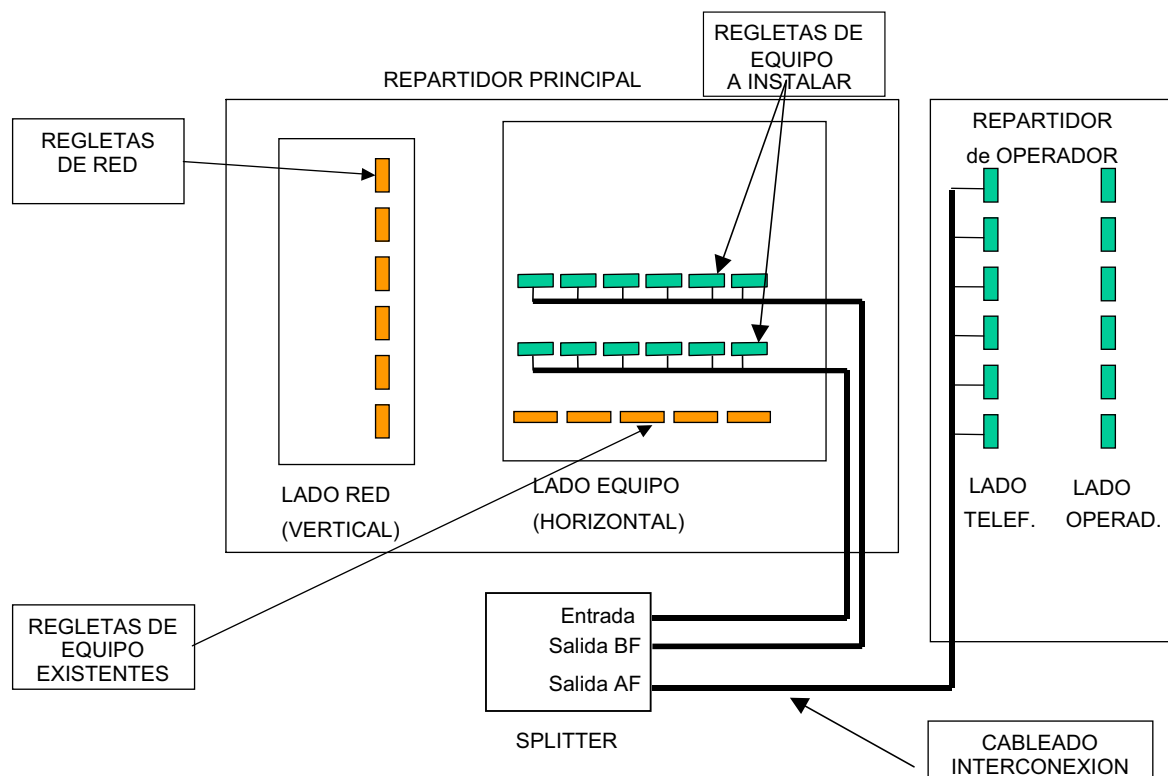 REGLETAS DE
EQUIPO
A INSTALAR
REPARTIDOR PRINCIPAL
REGLETAS
DE RED
REPARTIDOR
de OPERADOR
LADO RED
(VERTICAL)
LADO EQUIPO
(HORIZONTAL)
LADO
TELEF.
LADO
OPERAD.
REGLETAS DE
EQUIPO
EXISTENTES
Entrada
Salida BF
Salida AF
SPLITTER
CABLEADO
INTERCONEXION